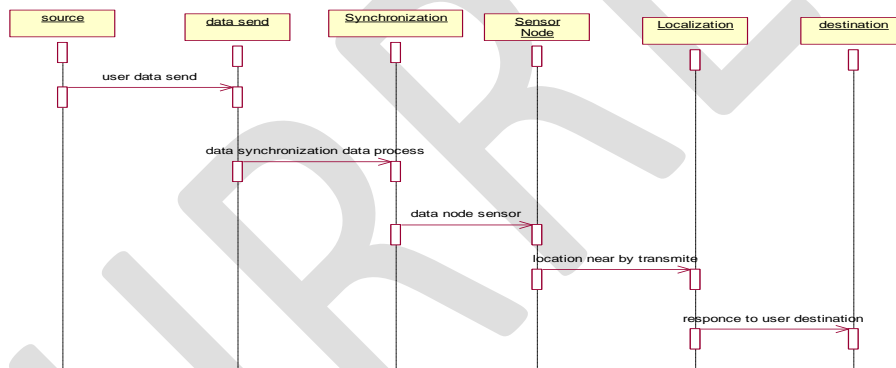 source
data send
Synchronization
Sensor
Node
Localization
destination
user data send
data synchronization data process
data node sensor
location near by transmite
responce to user destination